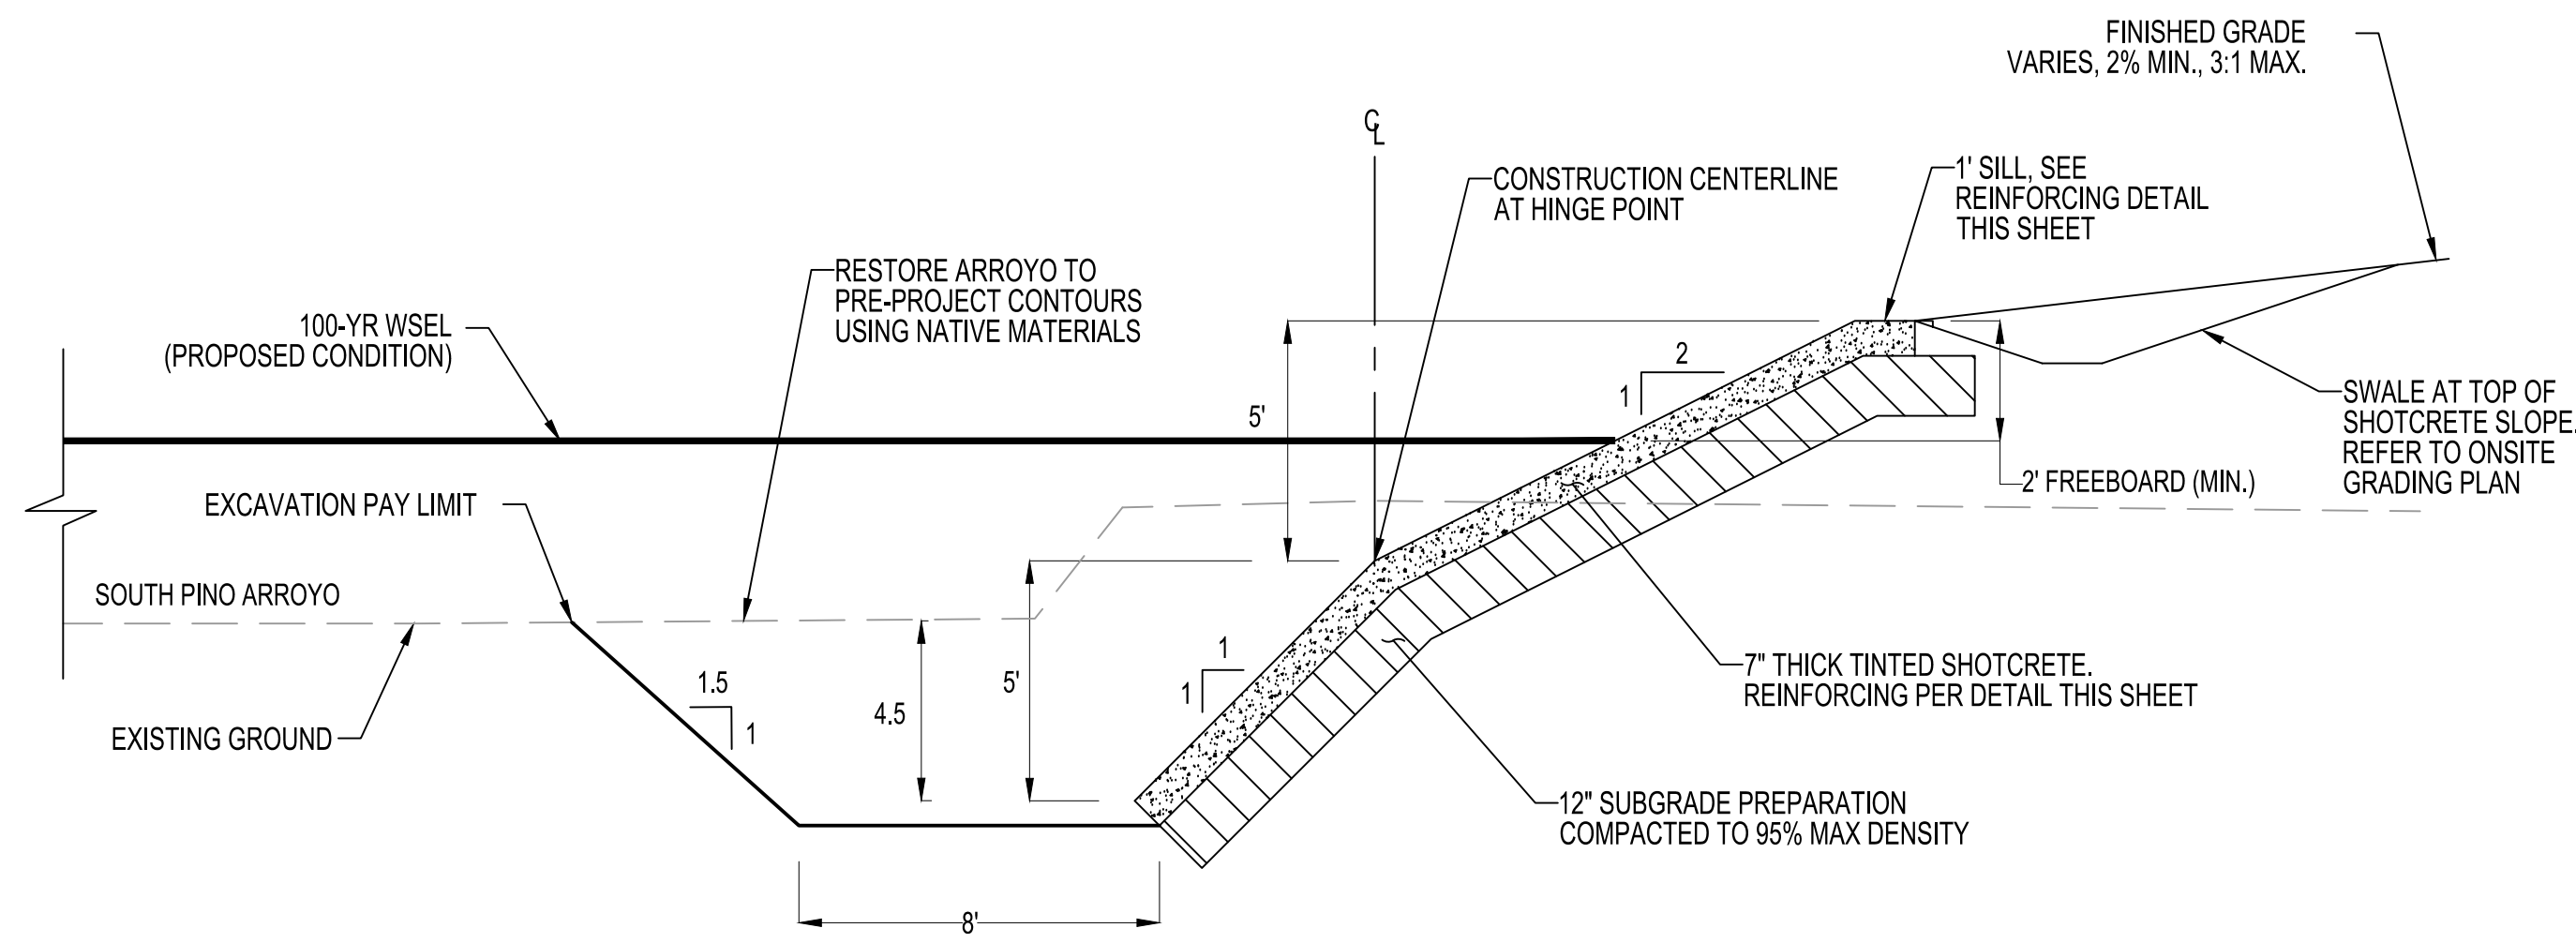 FINISHED GRADE
VARIES, 2% MIN., 3:1 MAX.
CL
CONSTRUCTION CENTERLINE
AT HINGE POINT
1' SILL, SEE
REINFORCING DETAIL
THIS SHEET
RESTORE ARROYO TO
PRE-PROJECT CONTOURS
USING NATIVE MATERIALS
100-YR WSEL
(PROPOSED CONDITION)
2
1
5'
SWALE AT TOP OF
SHOTCRETE SLOPE.
REFER TO ONSITE
GRADING PLAN
2' FREEBOARD (MIN.)
EXCAVATION PAY LIMIT
SOUTH PINO ARROYO
1
1
5'
1.5
1
4.5
7" THICK TINTED SHOTCRETE.
REINFORCING PER DETAIL THIS SHEET
EXISTING GROUND
12" SUBGRADE PREPARATION
COMPACTED TO 95% MAX DENSITY
8'